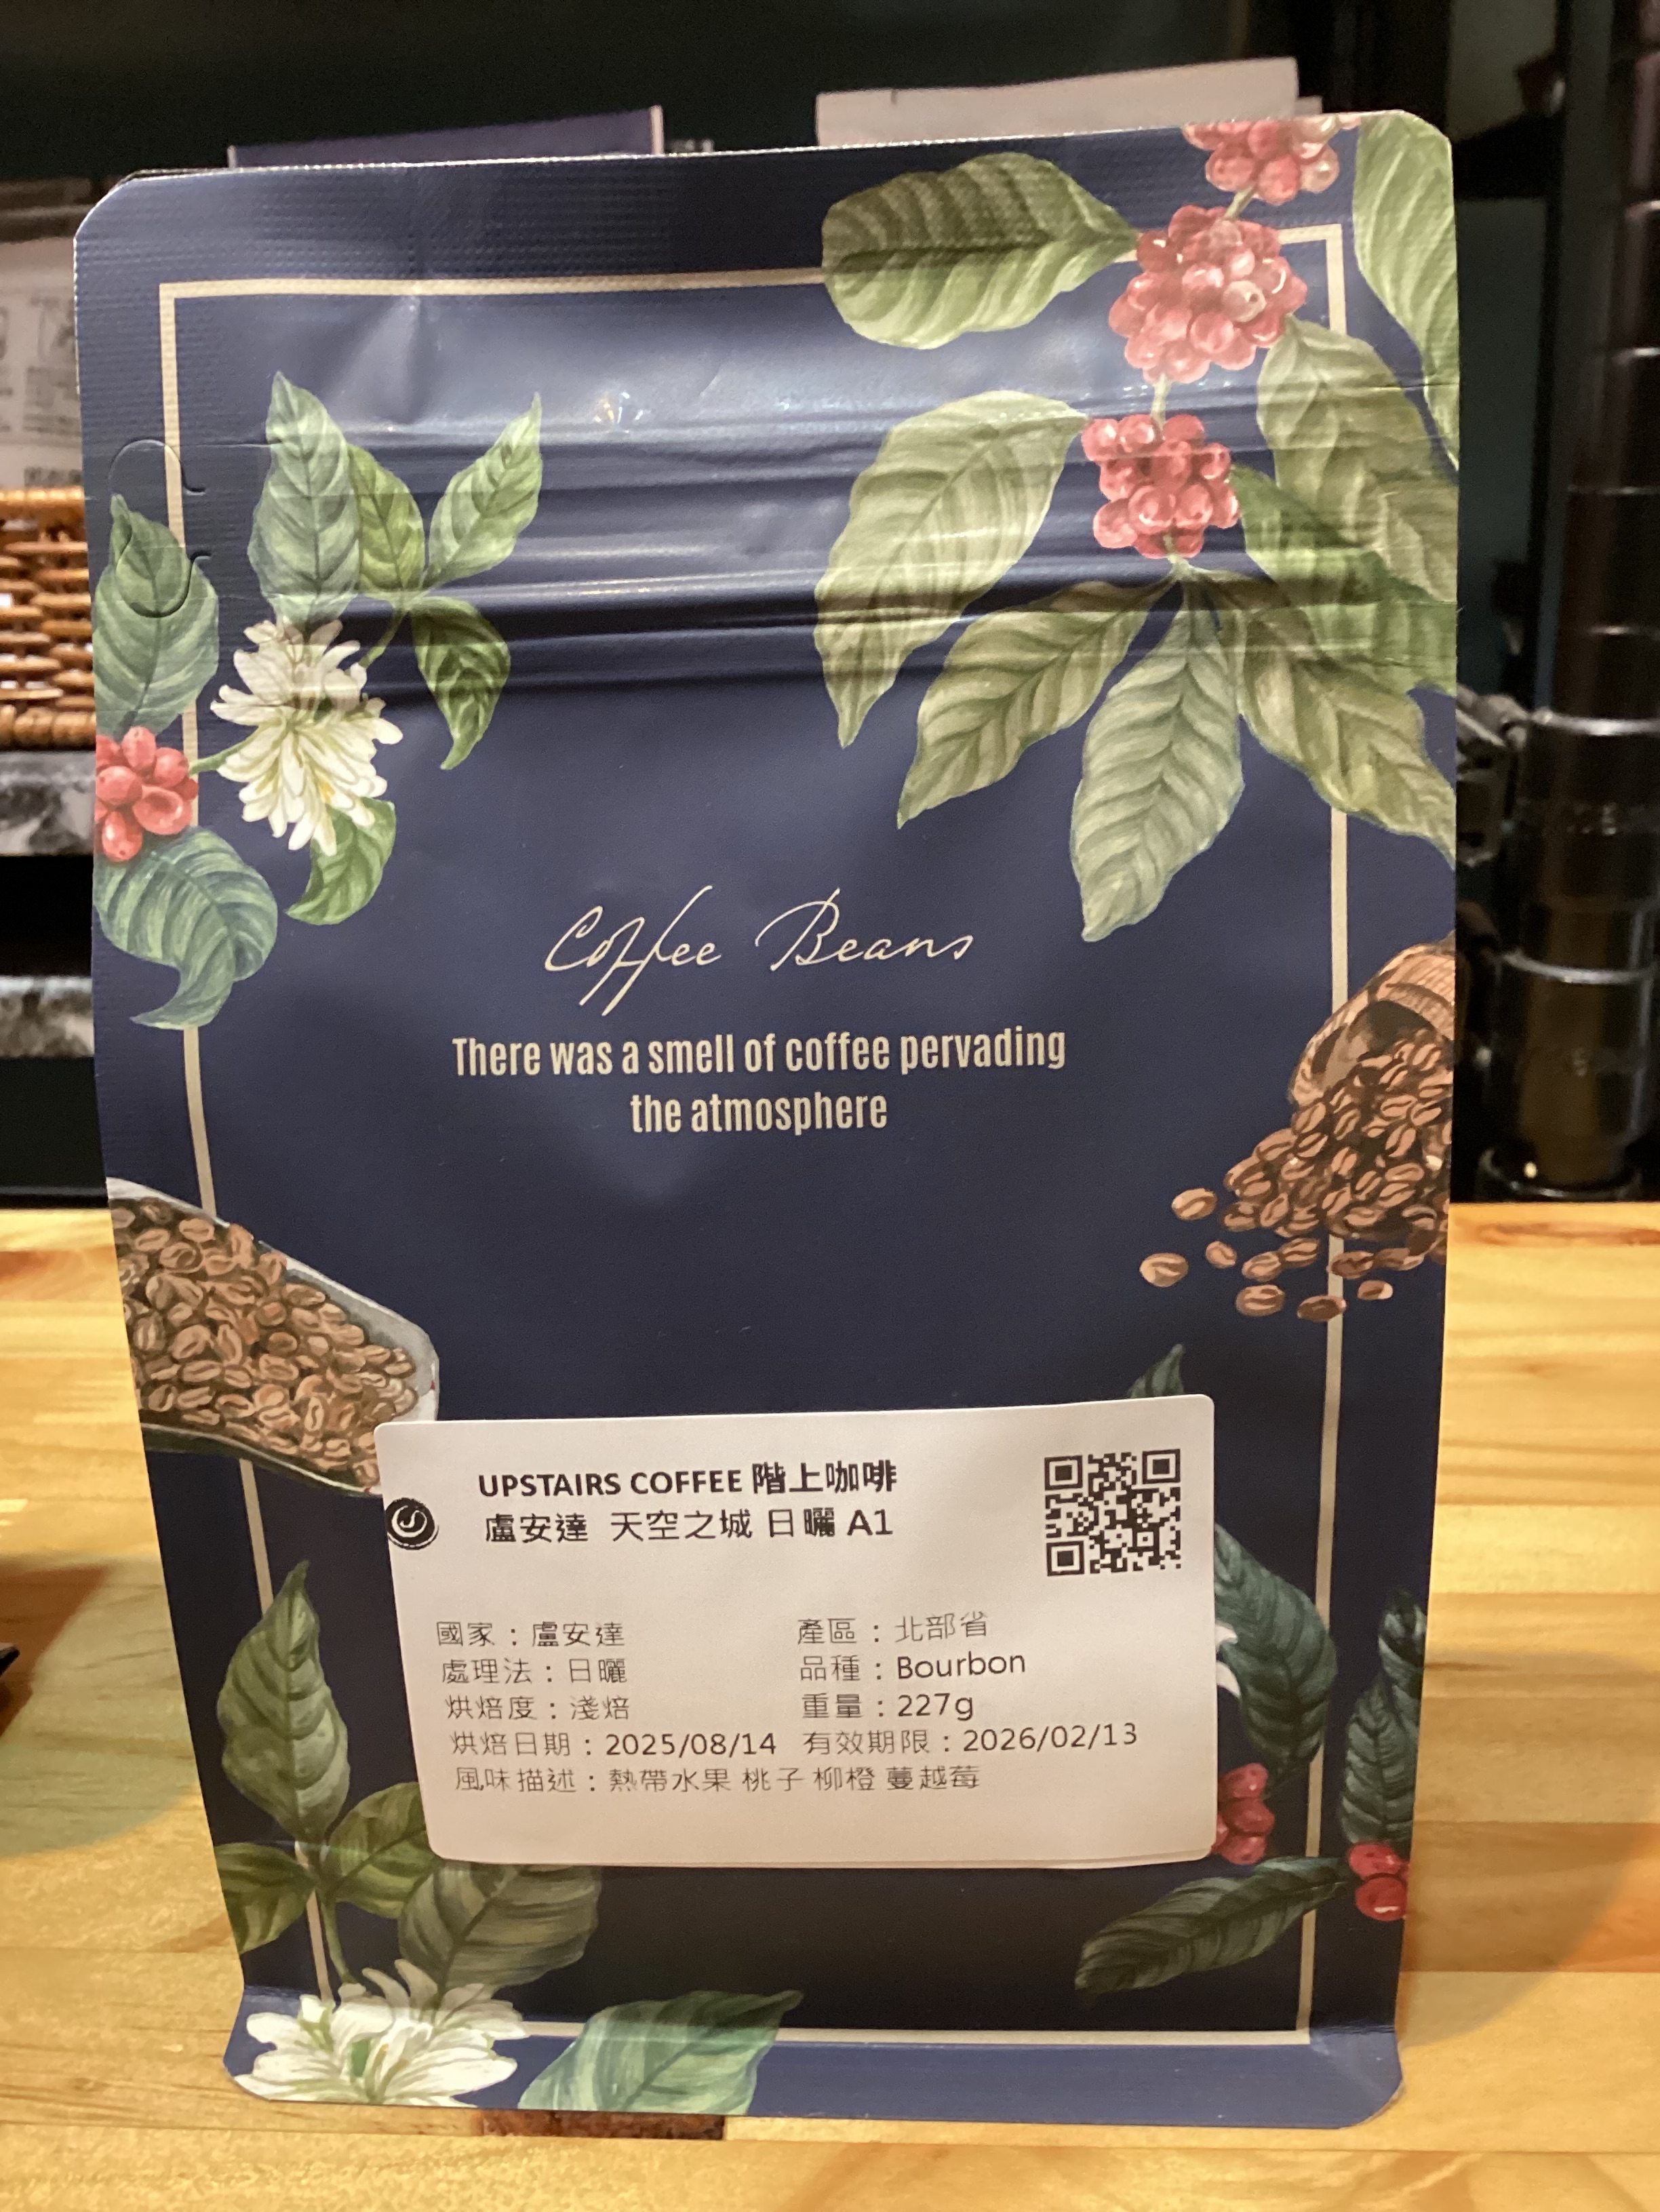 Coffee Beans
There was a smell of coffee pervading
the atmosphere
UPSTAIRS COFFEE 階上咖啡
盧安達 天空之城 日曬 A1
國家：盧安達 產區：北部省
處理法：日曬 品種：Bourbon
烘焙度：淺焙 重量：227g
烘焙日期：2025/08/14 有效期限：2026/02/13
風味描述：熱帶水果 桃子 柳橙 蔓越莓